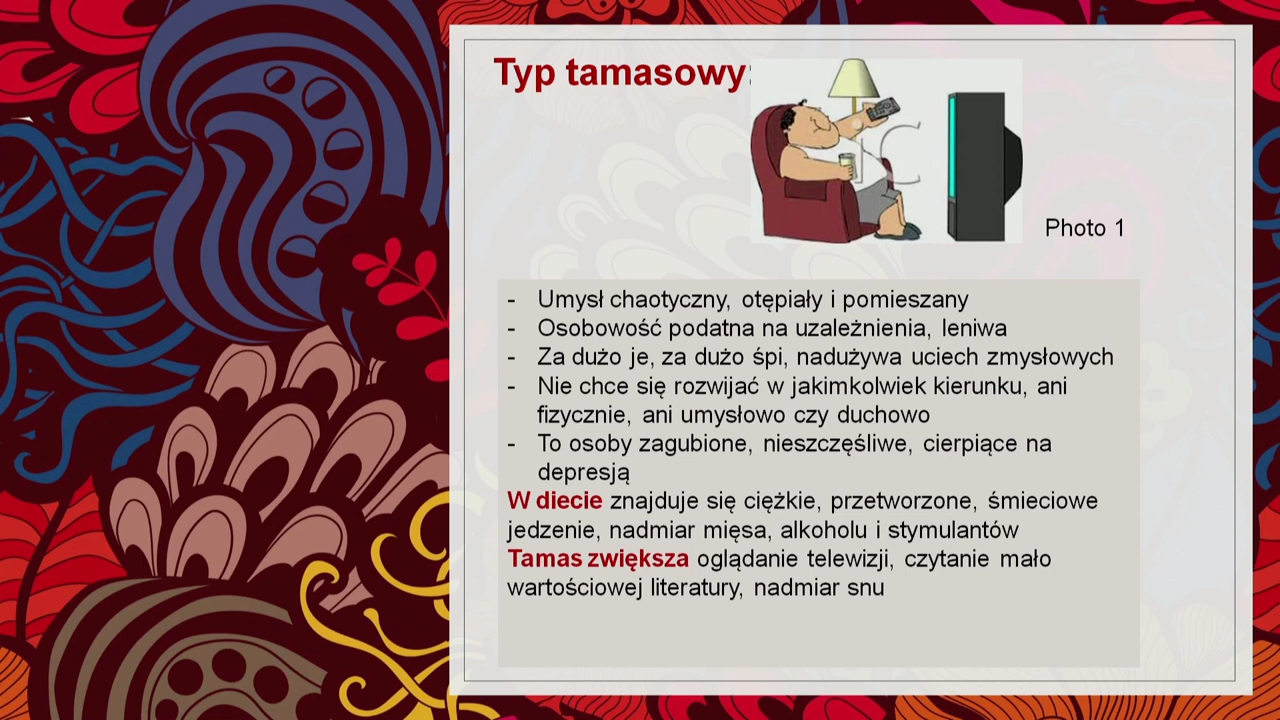 Typ tamasowy:
Photo 1
- Umysł chaotyczny, otępiały i pomieszany
- Osobowość podatna na uzależnienia, leniwa
- Za dużo je, za dużo śpi, nadużywa uciech zmysłowych
- Nie chce się rozwijać w jakimkolwiek kierunku, ani
fizycznie, ani umysłowo czy duchowo
- To osoby zagubione, nieszczęśliwe, cierpiące na
depresją
W diecie znajduje się ciężkie, przetworzone, śmieciowe
jedzenie, nadmiar mięsa, alkoholu i stymulantów
Tamas zwiększa oglądanie telewizji, czytanie mało
wartościowej literatury, nadmiar snu